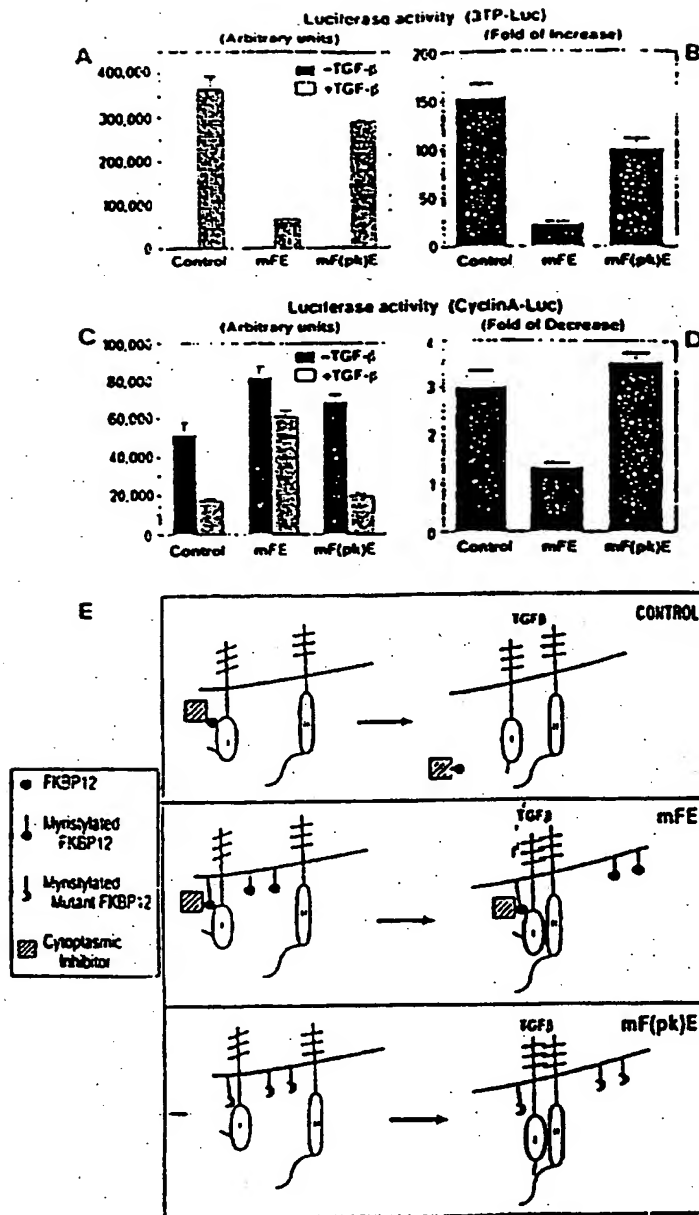 Luciferase activity (3TP-Luc)
A
(Arbitrary units)
(Fold of Increase)
B
-TGF-β
+TGF-β
400,000
300,000
200,000
100,000
0
Control
mFE
mF(pk)E
200
150
100
50
0
Control
mFE
mF(pk)E
Luciferase activity (CyclinA-Luc)
C
(Arbitrary units)
(Fold of Decrease)
D
-TGF-β
+TGF-β
100,000
80,000
60,000
40,000
20,000
0
Control
mFE
mF(pk)E
4
3
2
1
0
Control
mFE
mF(pk)E
E
TGFβ
CONTROL
FKBP12
Myristylated
FKBP12
Myristylated
Mutant FKBP12
Cytoplasmic
Inhibitor
TGFβ
mFE
TGFβ
mF(pk)E